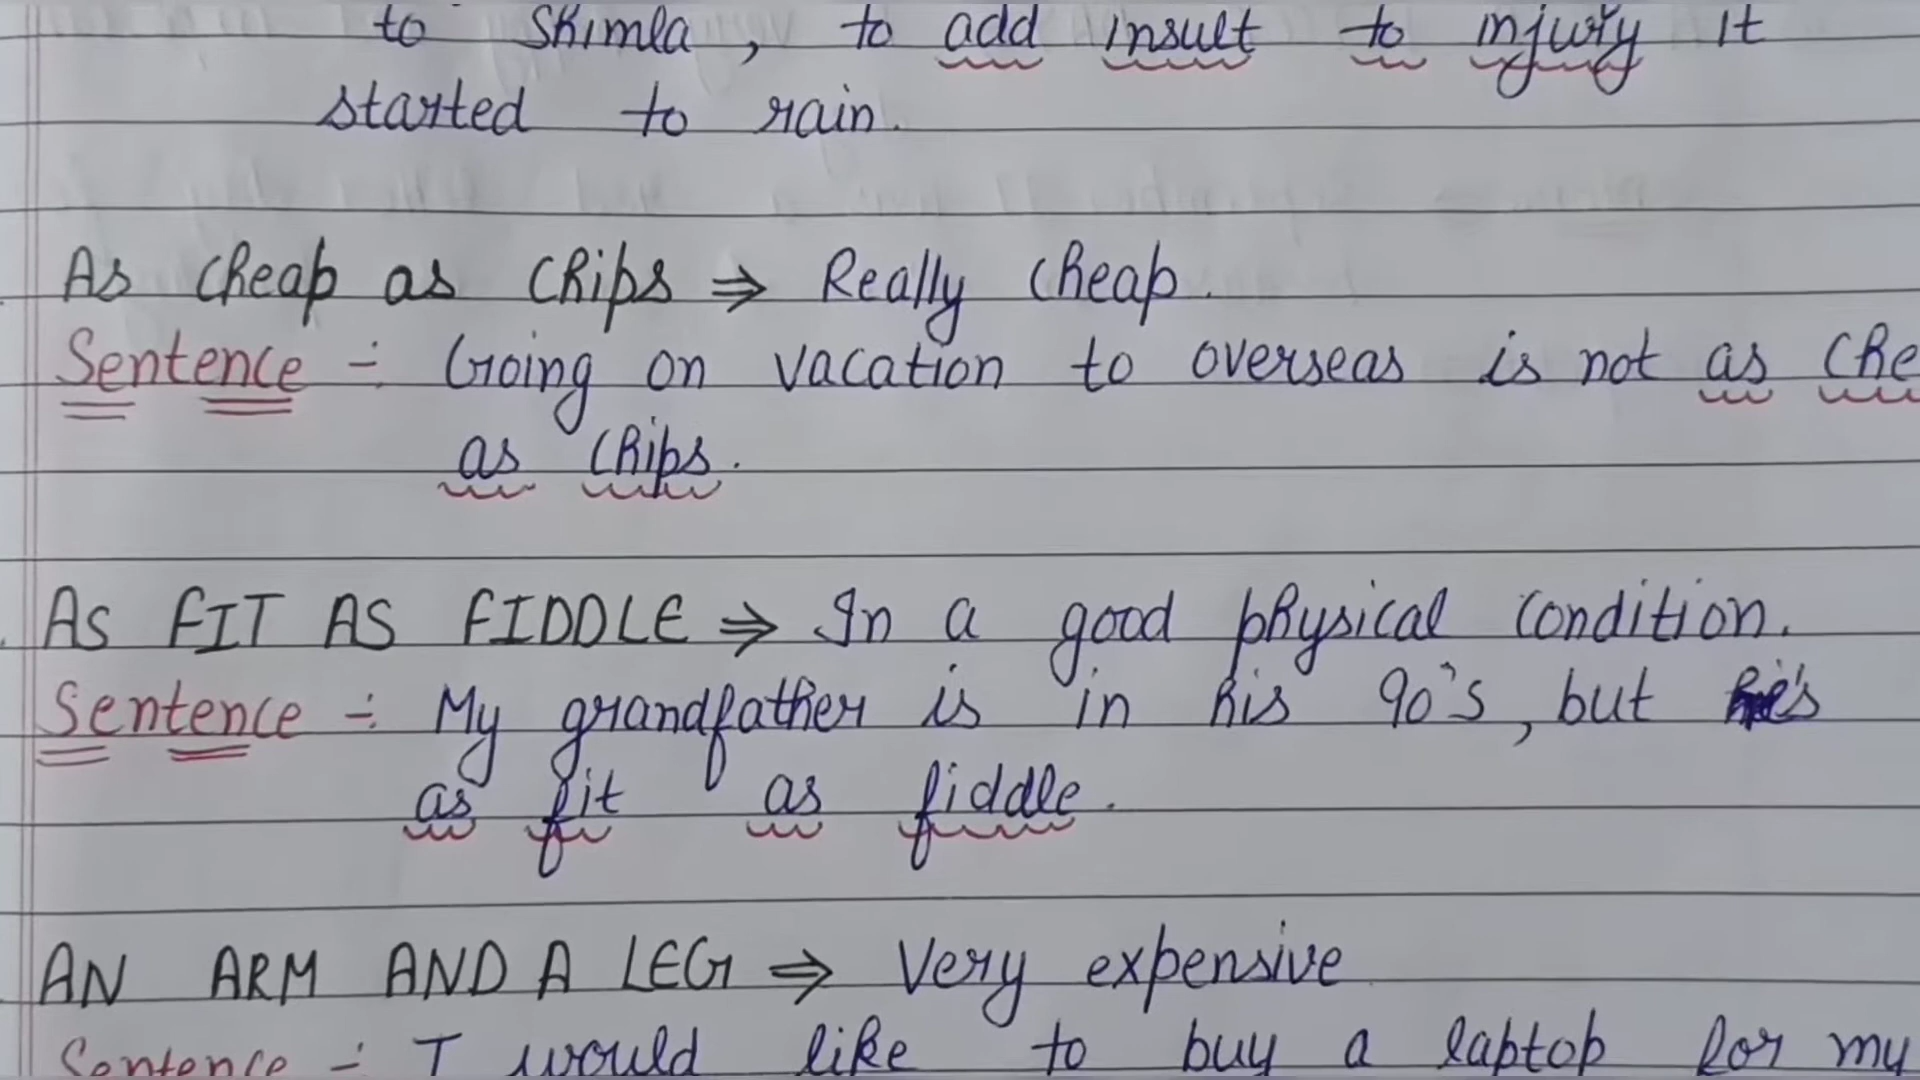 to Shimla, to add insult to injury it
started to rain.
As cheap as chips ⇒ Really cheap.
Sentence :- Going on vacation to overseas is not as che
as chips.
AS FIT AS FIDDLE ⇒ In a good physical condition.
Sentence :- My grandfather is in his 90's, but he's
as fit as fiddle.
AN ARM AND A LEG ⇒ Very expensive
Sentence :- I would like to buy a laptop for my